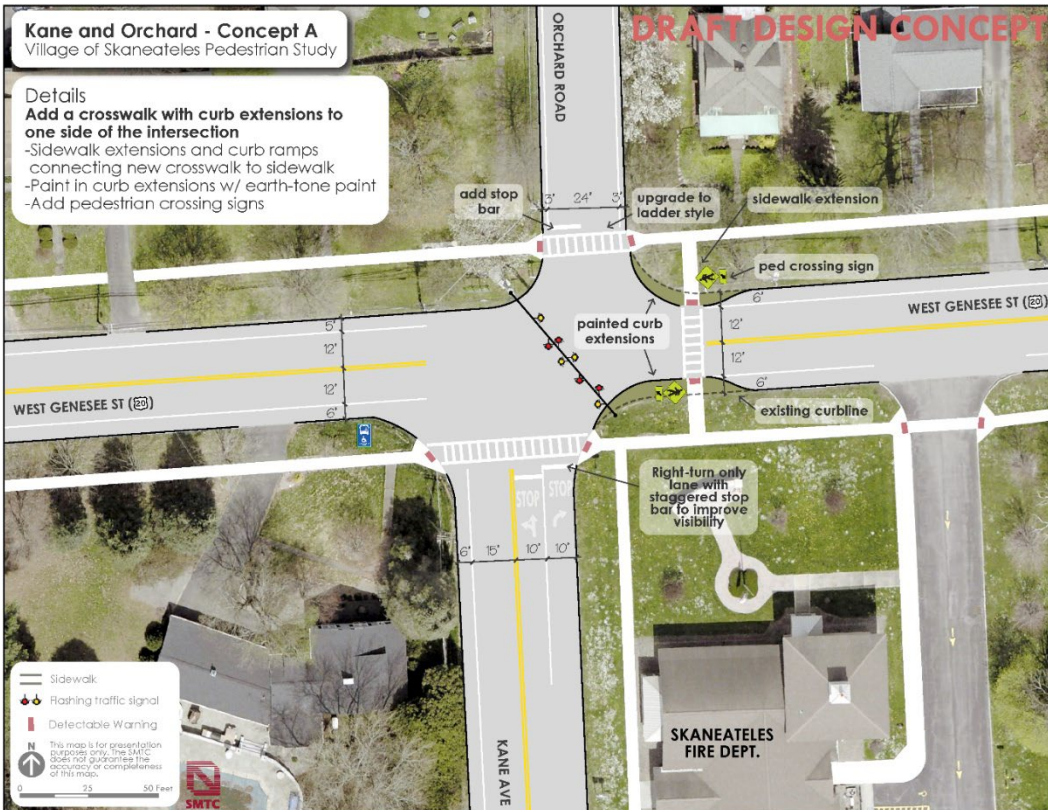 Kane and Orchard - Concept A
Village of Skaneateles Pedestrian Study
DRAFT DESIGN CONCEPT
Details
Add a crosswalk with curb extensions to
one side of the intersection
-Sidewalk extensions and curb ramps
connecting new crosswalk to sidewalk
-Paint in curb extensions w/ earth-tone paint
-Add pedestrian crossing signs
ORCHARD ROAD
add stop
bar
3' 24' 3'
upgrade to
ladder style
sidewalk extension
ped crossing sign
6'
12'
12'
6'
WEST GENESEE ST (20)
painted curb
extensions
existing curbline
5'
12'
12'
6'
WEST GENESEE ST (20)
STOP
STOP
Right-turn only
lane with
staggered stop
bar to improve
visibility
6' 15' 10' 10'
KANE AVE
SKANEATELES
FIRE DEPT.
Sidewalk
Flashing traffic signal
Detectable Warning
N
This map is for presentation
purposes only. The SMTC
does not guarantee the
accuracy or completeness
of this map.
0 25 50 Feet
SMTC